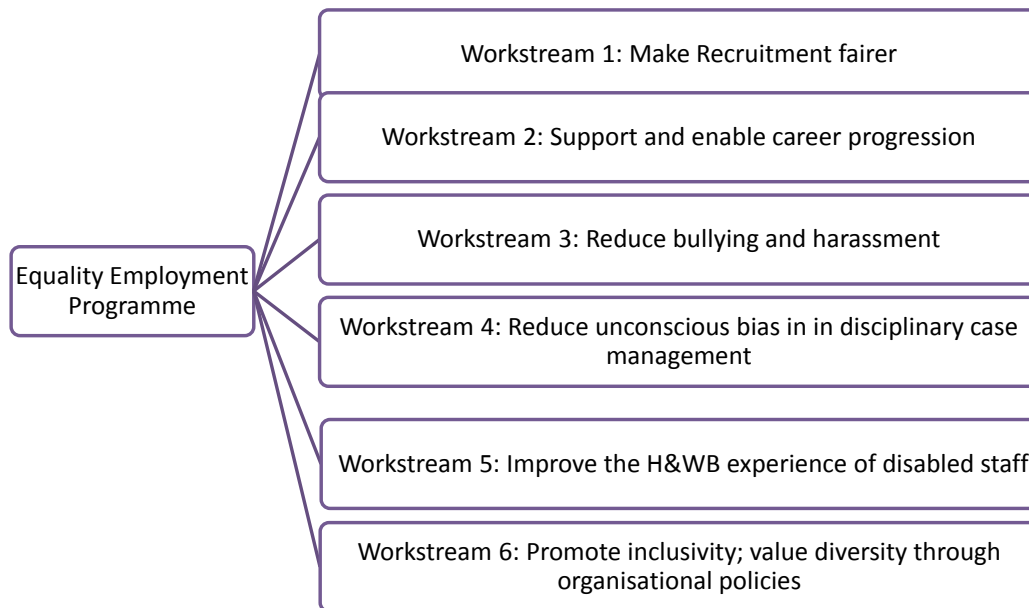 Workstream 1: Make Recruitment fairer
Workstream 2: Support and enable career progression
Workstream 3: Reduce bullying and harassment
Equality Employment
Programme
Workstream 4: Reduce unconscious bias in in disciplinary case
management
Workstream 5: Improve the H&WB experience of disabled staff
Workstream 6: Promote inclusivity; value diversity through
organisational policies